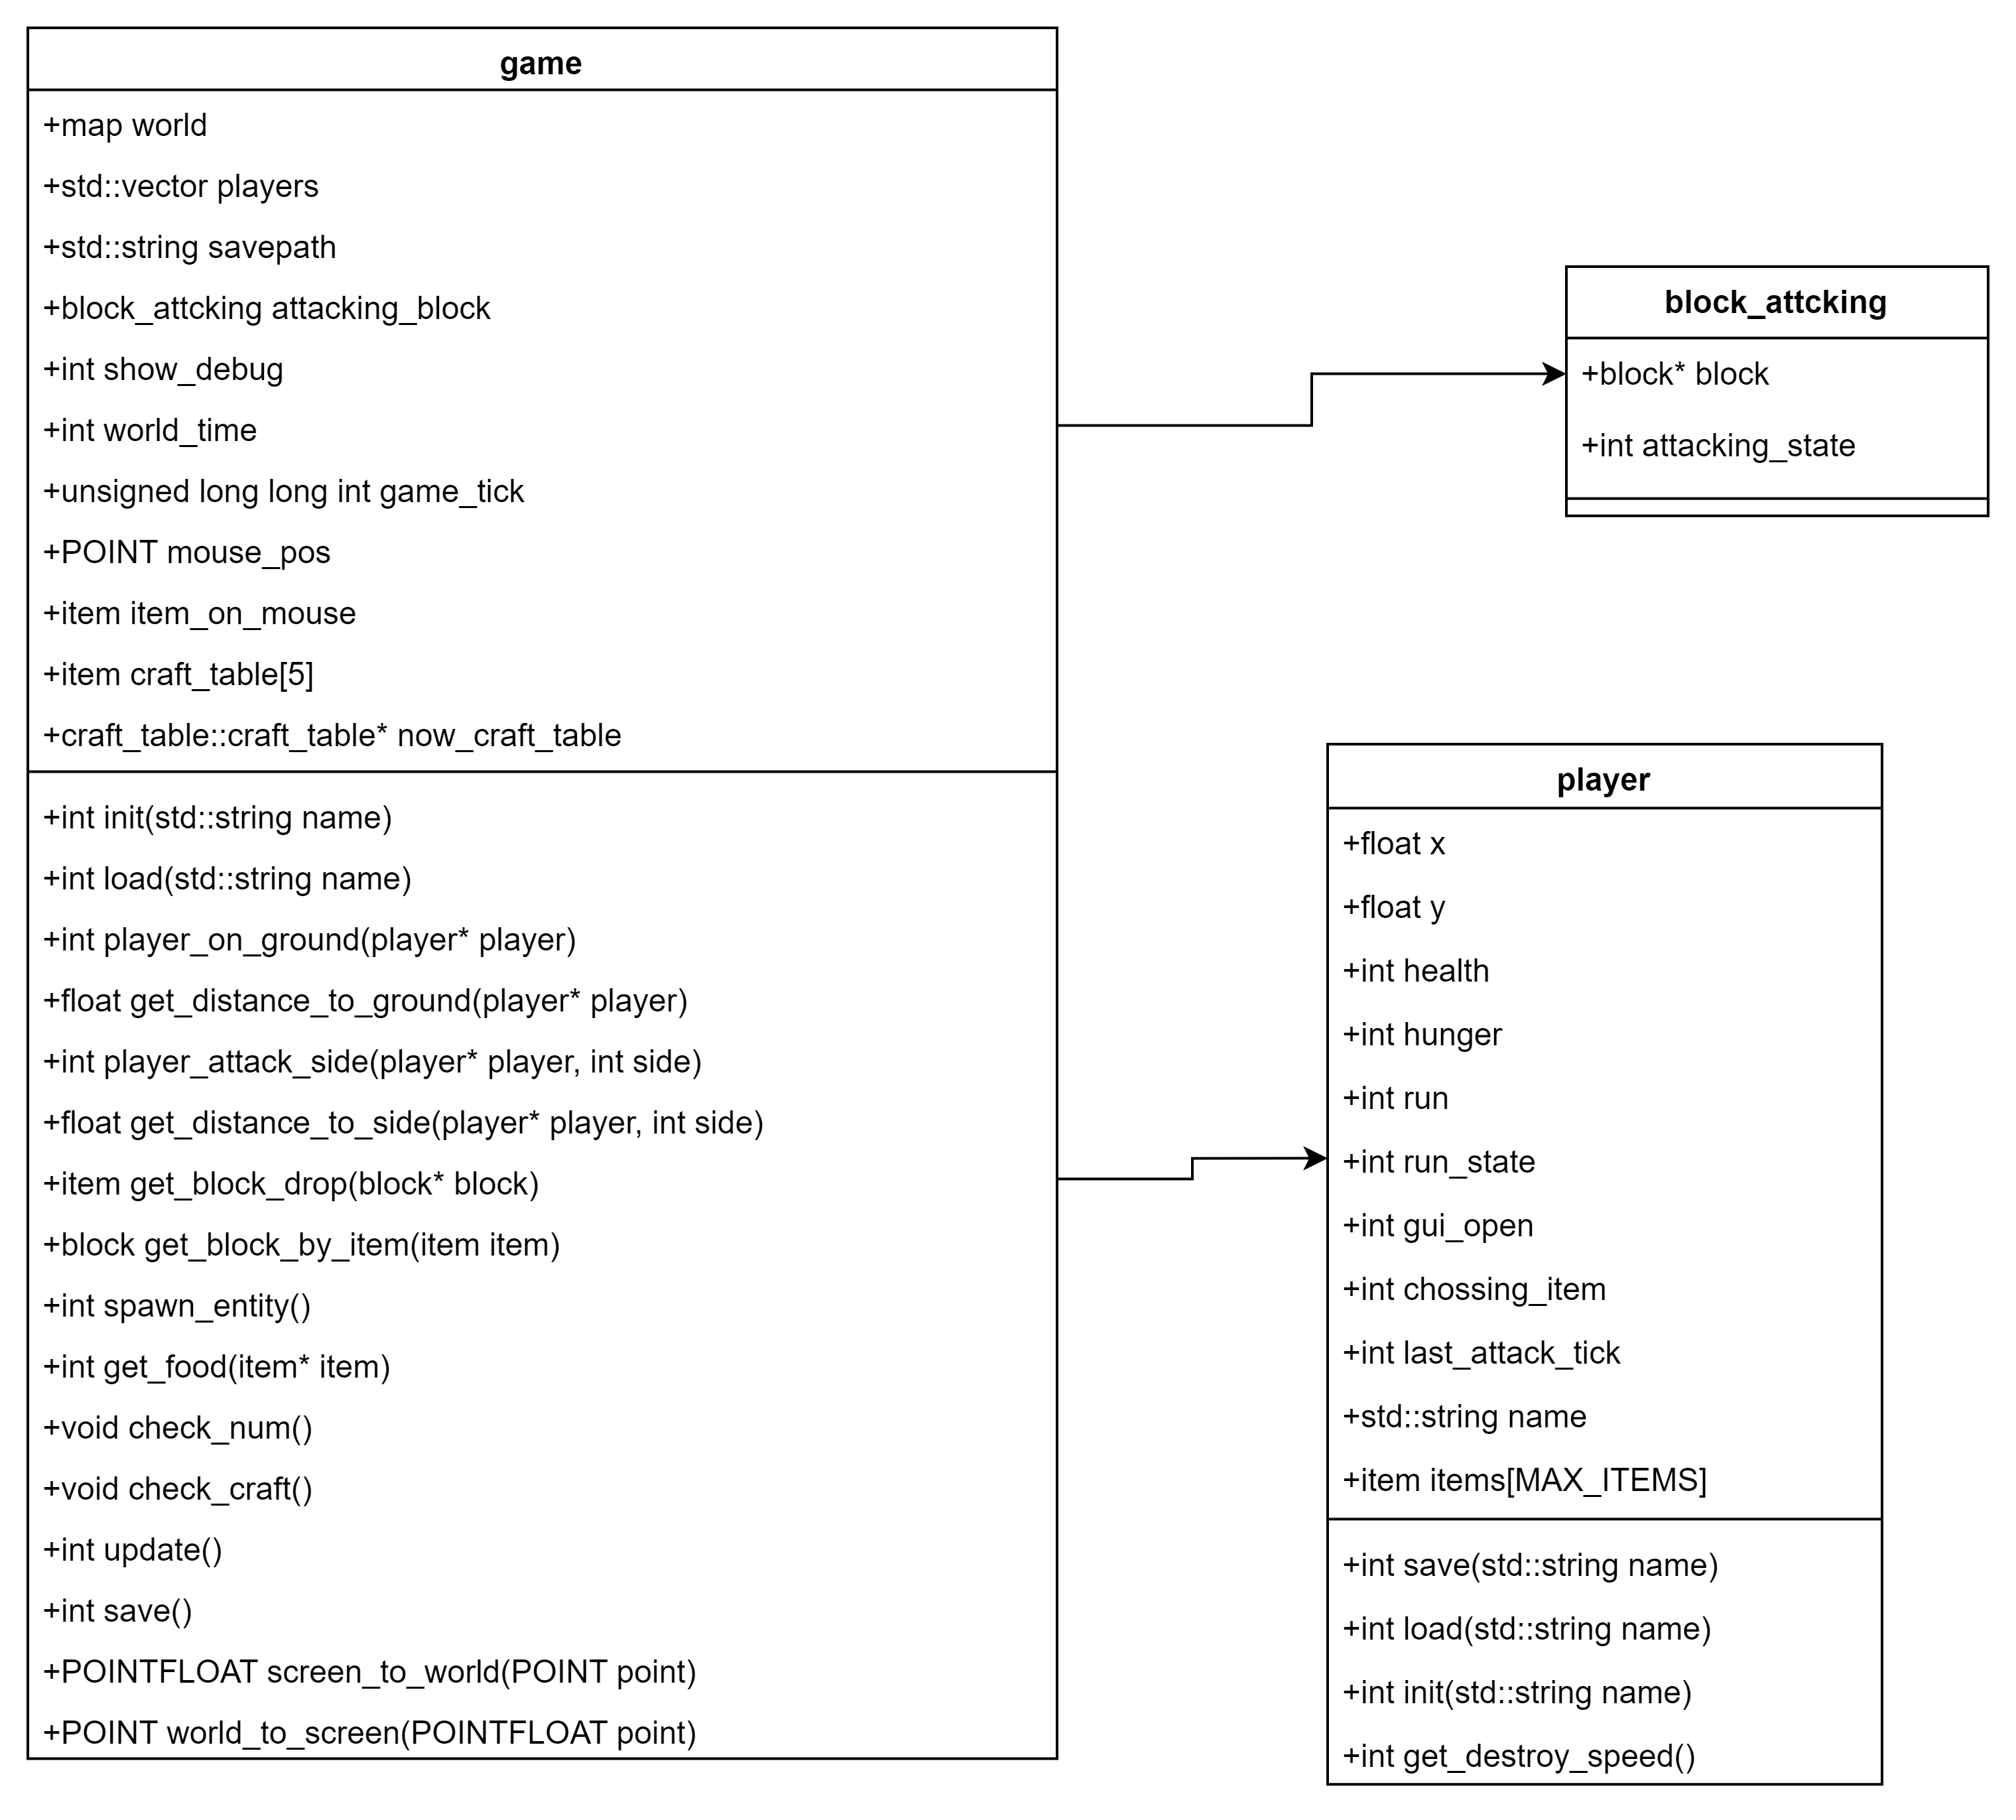 game
+map world
+std::vector players
+std::string savepath
+block_attcking attacking_block
+int show_debug
+int world_time
+unsigned long long int game_tick
+POINT mouse_pos
+item item_on_mouse
+item craft_table[5]
+craft_table::craft_table* now_craft_table
+int init(std::string name)
+int load(std::string name)
+int player_on_ground(player* player)
+float get_distance_to_ground(player* player)
+int player_attack_side(player* player, int side)
+float get_distance_to_side(player* player, int side)
+item get_block_drop(block* block)
+block get_block_by_item(item item)
+int spawn_entity()
+int get_food(item* item)
+void check_num()
+void check_craft()
+int update()
+int save()
+POINTFLOAT screen_to_world(POINT point)
+POINT world_to_screen(POINTFLOAT point)
block_attcking
+block* block
+int attacking_state
player
+float x
+float y
+int health
+int hunger
+int run
+int run_state
+int gui_open
+int chossing_item
+int last_attack_tick
+std::string name
+item items[MAX_ITEMS]
+int save(std::string name)
+int load(std::string name)
+int init(std::string name)
+int get_destroy_speed()